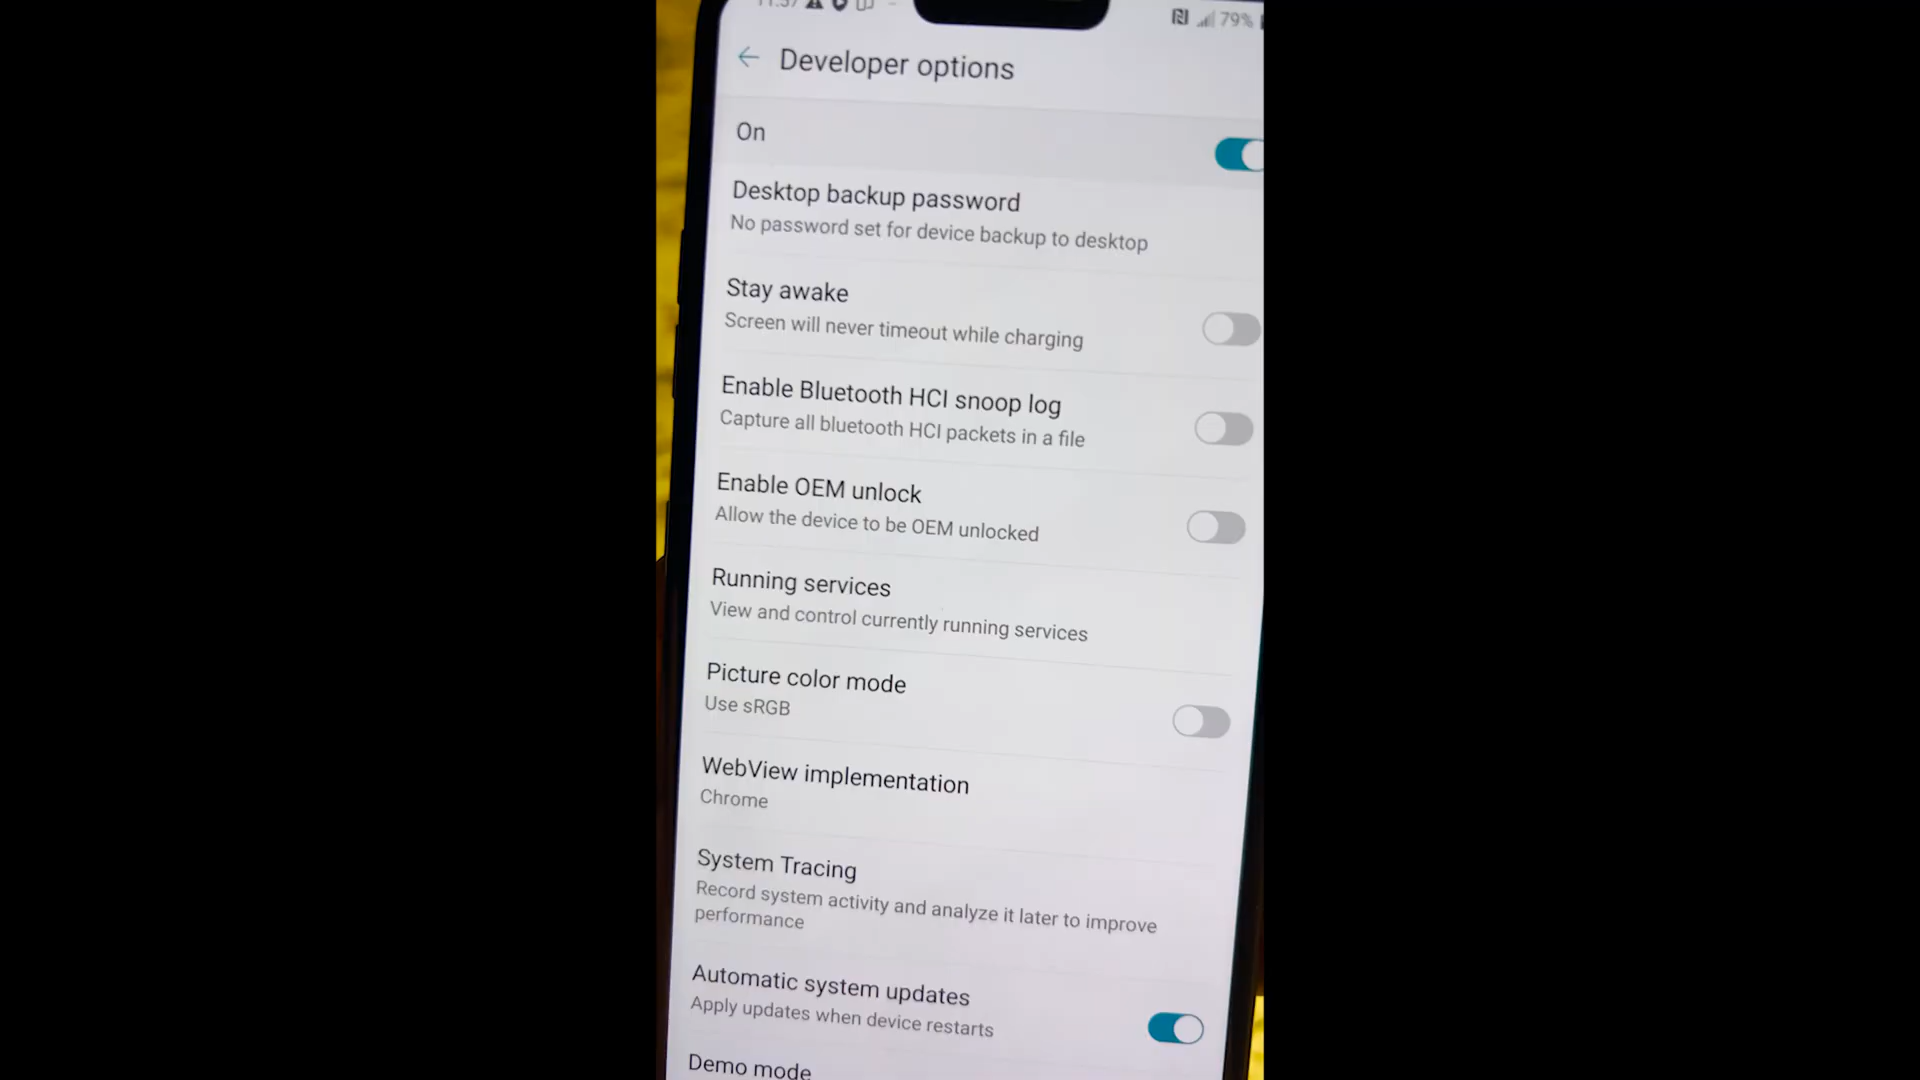 11:37
79%
Developer options
On
Desktop backup password
No password set for device backup to desktop
Stay awake
Screen will never timeout while charging
Enable Bluetooth HCI snoop log
Capture all bluetooth HCI packets in a file
Enable OEM unlock
Allow the device to be OEM unlocked
Running services
View and control currently running services
Picture color mode
Use sRGB
WebView implementation
Chrome
System Tracing
Record system activity and analyze it later to improve
performance
Automatic system updates
Apply updates when device restarts
Demo mode